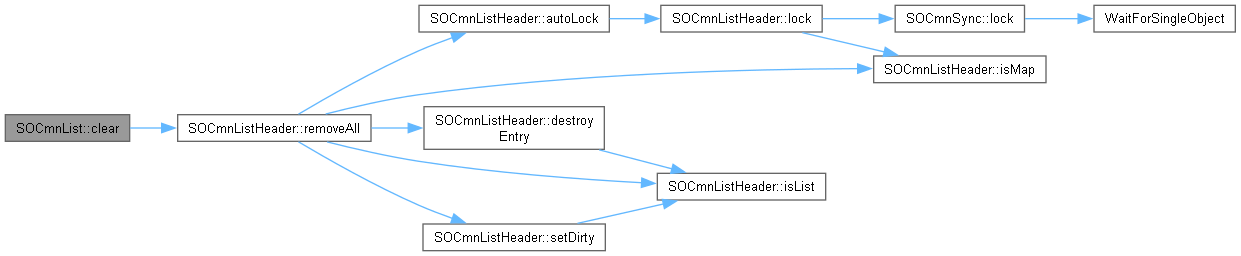 SOCmnList::clear
SOCmnListHeader::removeAll
SOCmnListHeader::autoLock
SOCmnListHeader::lock
SOCmnSync::lock
WaitForSingleObject
SOCmnListHeader::isMap
SOCmnListHeader::destroy
Entry
SOCmnListHeader::isList
SOCmnListHeader::setDirty